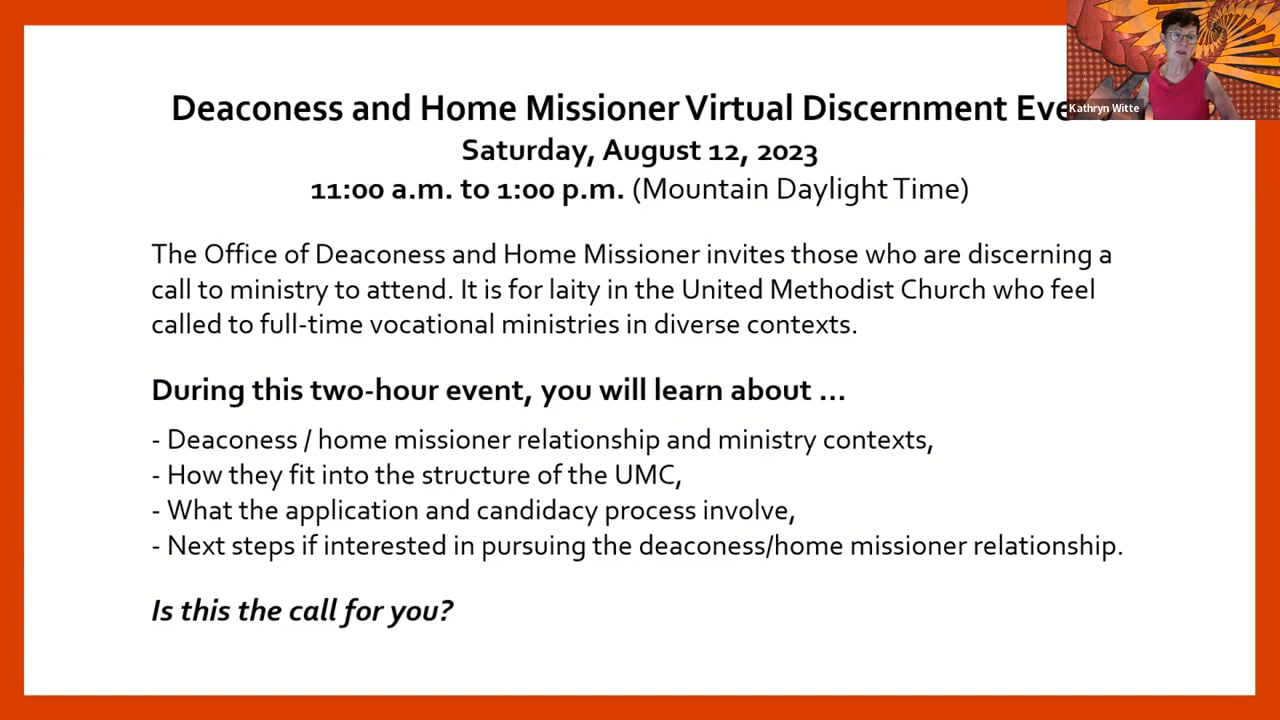 Deaconess and Home Missioner Virtual Discernment
Kathryn Witte
Saturday, August 12, 2023
11:00 a.m. to 1:00 p.m. (Mountain Daylight Time)
The Office of Deaconess and Home Missioner invites those who are discerning a
call to ministry to attend. It is for laity in the United Methodist Church who feel
called to full-time vocational ministries in diverse contexts.
During this two-hour event, you will learn about ...
- Deaconess / home missioner relationship and ministry contexts,
- How they fit into the structure of the UMC,
- What the application and candidacy process involve,
- Next steps if interested in pursuing the deaconess/home missioner relationship.
Is this the call for you?